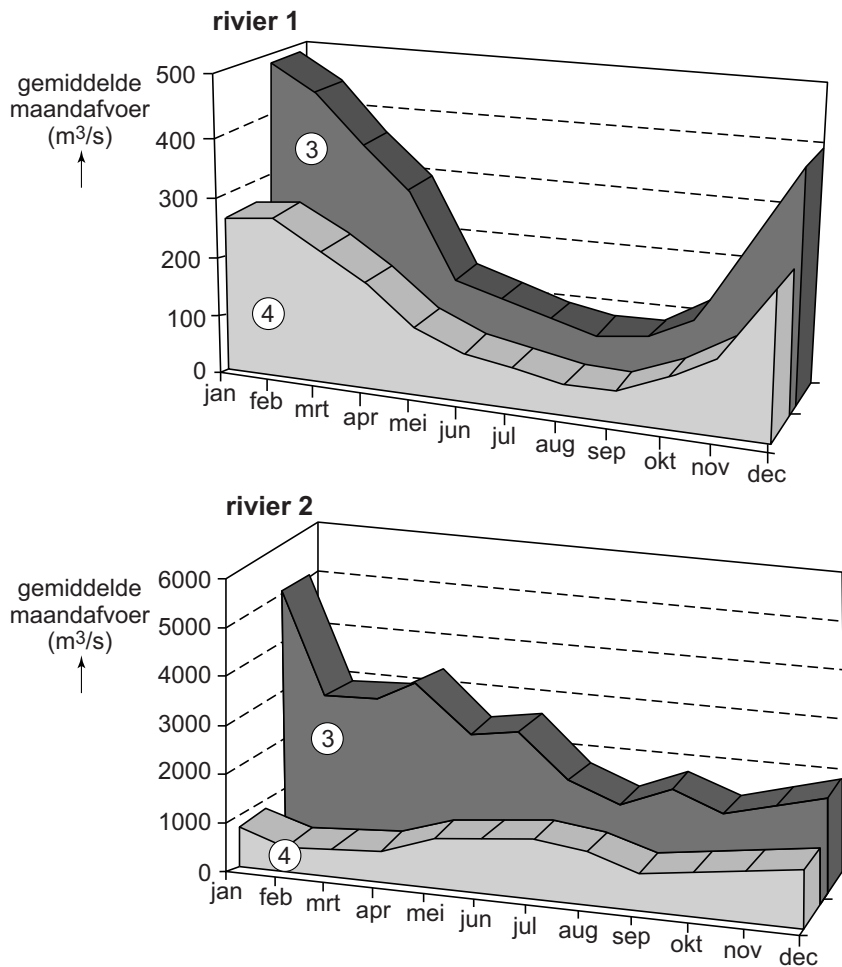 rivier 1
gemiddelde
maandafvoer
(m3/s)
500
400
300
200
100
0
3
4
jan
feb
mrt
apr
mei
jun
jul
aug
sep
okt
nov
dec
rivier 2
gemiddelde
maandafvoer
(m3/s)
6000
5000
4000
3000
2000
1000
0
3
4
jan
feb
mrt
apr
mei
jun
jul
aug
sep
okt
nov
dec